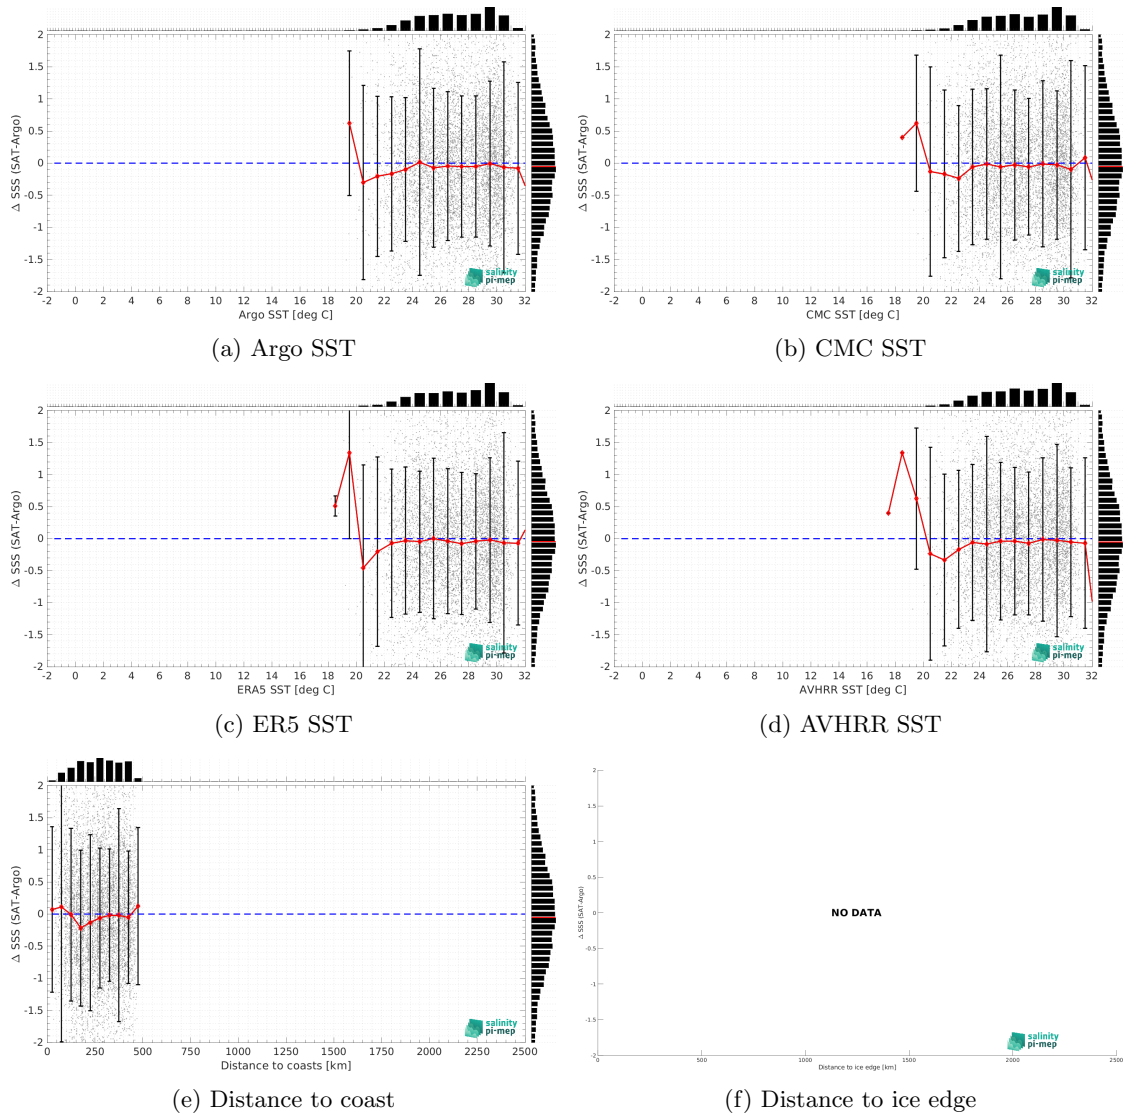 2
1.5
1
0.5
0
-0.5
-1
-1.5
-2
Δ SSS (SAT-Argo)
salinity
pi-mep
-2 0 2 4 6 8 10 12 14 16 18 20 22 24 26 28 30 32
Argo SST [deg C]
(a) Argo SST
2
1.5
1
0.5
0
-0.5
-1
-1.5
-2
Δ SSS (SAT-Argo)
salinity
pi-mep
-2 0 2 4 6 8 10 12 14 16 18 20 22 24 26 28 30 32
CMC SST [deg C]
(b) CMC SST
2
1.5
1
0.5
0
-0.5
-1
-1.5
-2
Δ SSS (SAT-Argo)
salinity
pi-mep
-2 0 2 4 6 8 10 12 14 16 18 20 22 24 26 28 30 32
ERA5 SST [deg C]
(c) ER5 SST
2
1.5
1
0.5
0
-0.5
-1
-1.5
-2
Δ SSS (SAT-Argo)
salinity
pi-mep
-2 0 2 4 6 8 10 12 14 16 18 20 22 24 26 28 30 32
AVHRR SST [deg C]
(d) AVHRR SST
2
1.5
1
0.5
0
-0.5
-1
-1.5
-2
Δ SSS (SAT-Argo)
salinity
pi-mep
0 250 500 750 1000 1250 1500 1750 2000 2250 2500
Distance to coasts [km]
(e) Distance to coast
2
1.5
1
0.5
0
-0.5
-1
-1.5
-2
Δ SSS (SAT-Argo)
NO DATA
salinity
pi-mep
0 500 1000 1500 2000 2500
Distance to ice edge [km]
(f) Distance to ice edge